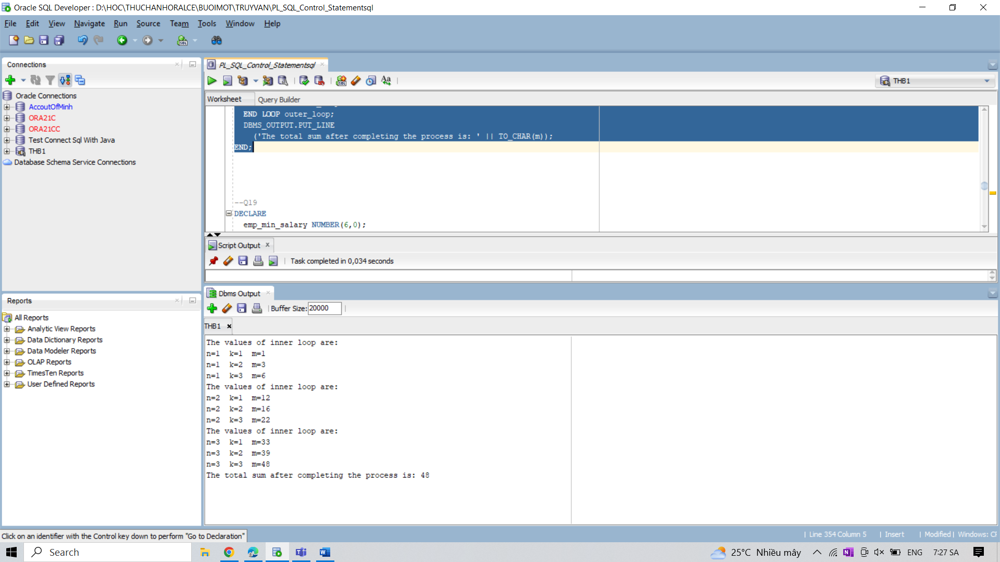 Oracle SQL Developer : D:\HOC\THUCHANHORALCE\BUOIMOT\TRUYVAN\PL_SQL_Control_Statementsql
File Edit View Navigate Run Source Team Tools Window Help
Connections
Oracle Connections
AccoutOfMinh
ORA21C
ORA21CC
Test Connect Sql With Java
THB1
Database Schema Service Connections
Reports
All Reports
Analytic View Reports
Data Dictionary Reports
Data Modeler Reports
OLAP Reports
TimesTen Reports
User Defined Reports
PL_SQL_Control_Statementsql
THB1
Worksheet Query Builder
END LOOP outer_loop;
DBMS_OUTPUT.PUT_LINE
('The total sum after completing the process is: ' || TO_CHAR(m));
END;
--Q19
DECLARE
emp_min_salary NUMBER(6,0);
Script Output
Task completed in 0,034 seconds
Dbms Output
Buffer Size: 20000
THB1
The values of inner loop are:
n=1 k=1 m=1
n=1 k=2 m=3
n=1 k=3 m=6
The values of inner loop are:
n=2 k=1 m=12
n=2 k=2 m=16
n=2 k=3 m=22
The values of inner loop are:
n=3 k=1 m=33
n=3 k=2 m=39
n=3 k=3 m=48
The total sum after completing the process is: 48
Click on an identifier with the Control key down to perform "Go to Declaration"
Line 354 Column 5 Insert Modified Windows:
Search
25°C Nhiều mây ENG 7:27 SA